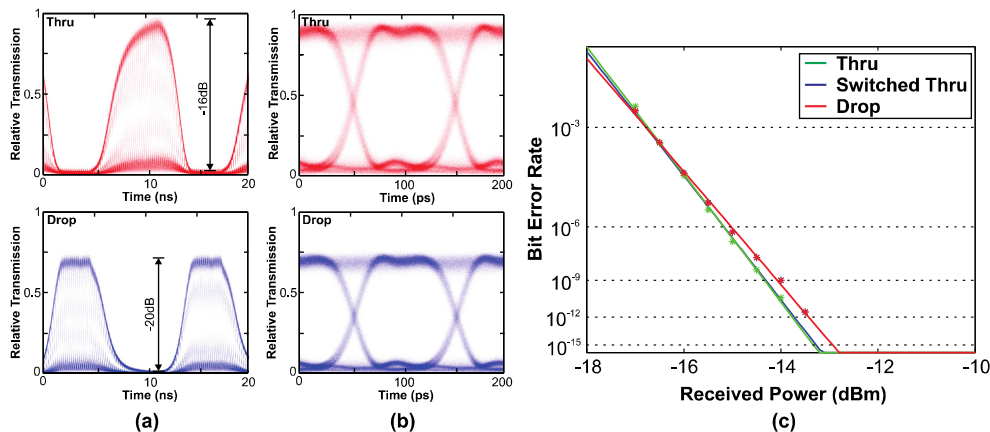 Thru
Relative Transmission
1
0.5
0
-16dB
0
10
20
Time (ns)
Drop
Relative Transmission
1
0.5
0
-20dB
0
10
20
Time (ns)
(a)
Thru
Relative Transmission
1
0.5
0
0
100
200
Time (ps)
Drop
Relative Transmission
1
0.5
0
0
100
200
Time (ps)
(b)
Thru
Switched Thru
Drop
Bit Error Rate
10-3
10-6
10-9
10-12
10-15
-18
-16
-14
-12
-10
Received Power (dBm)
(c)